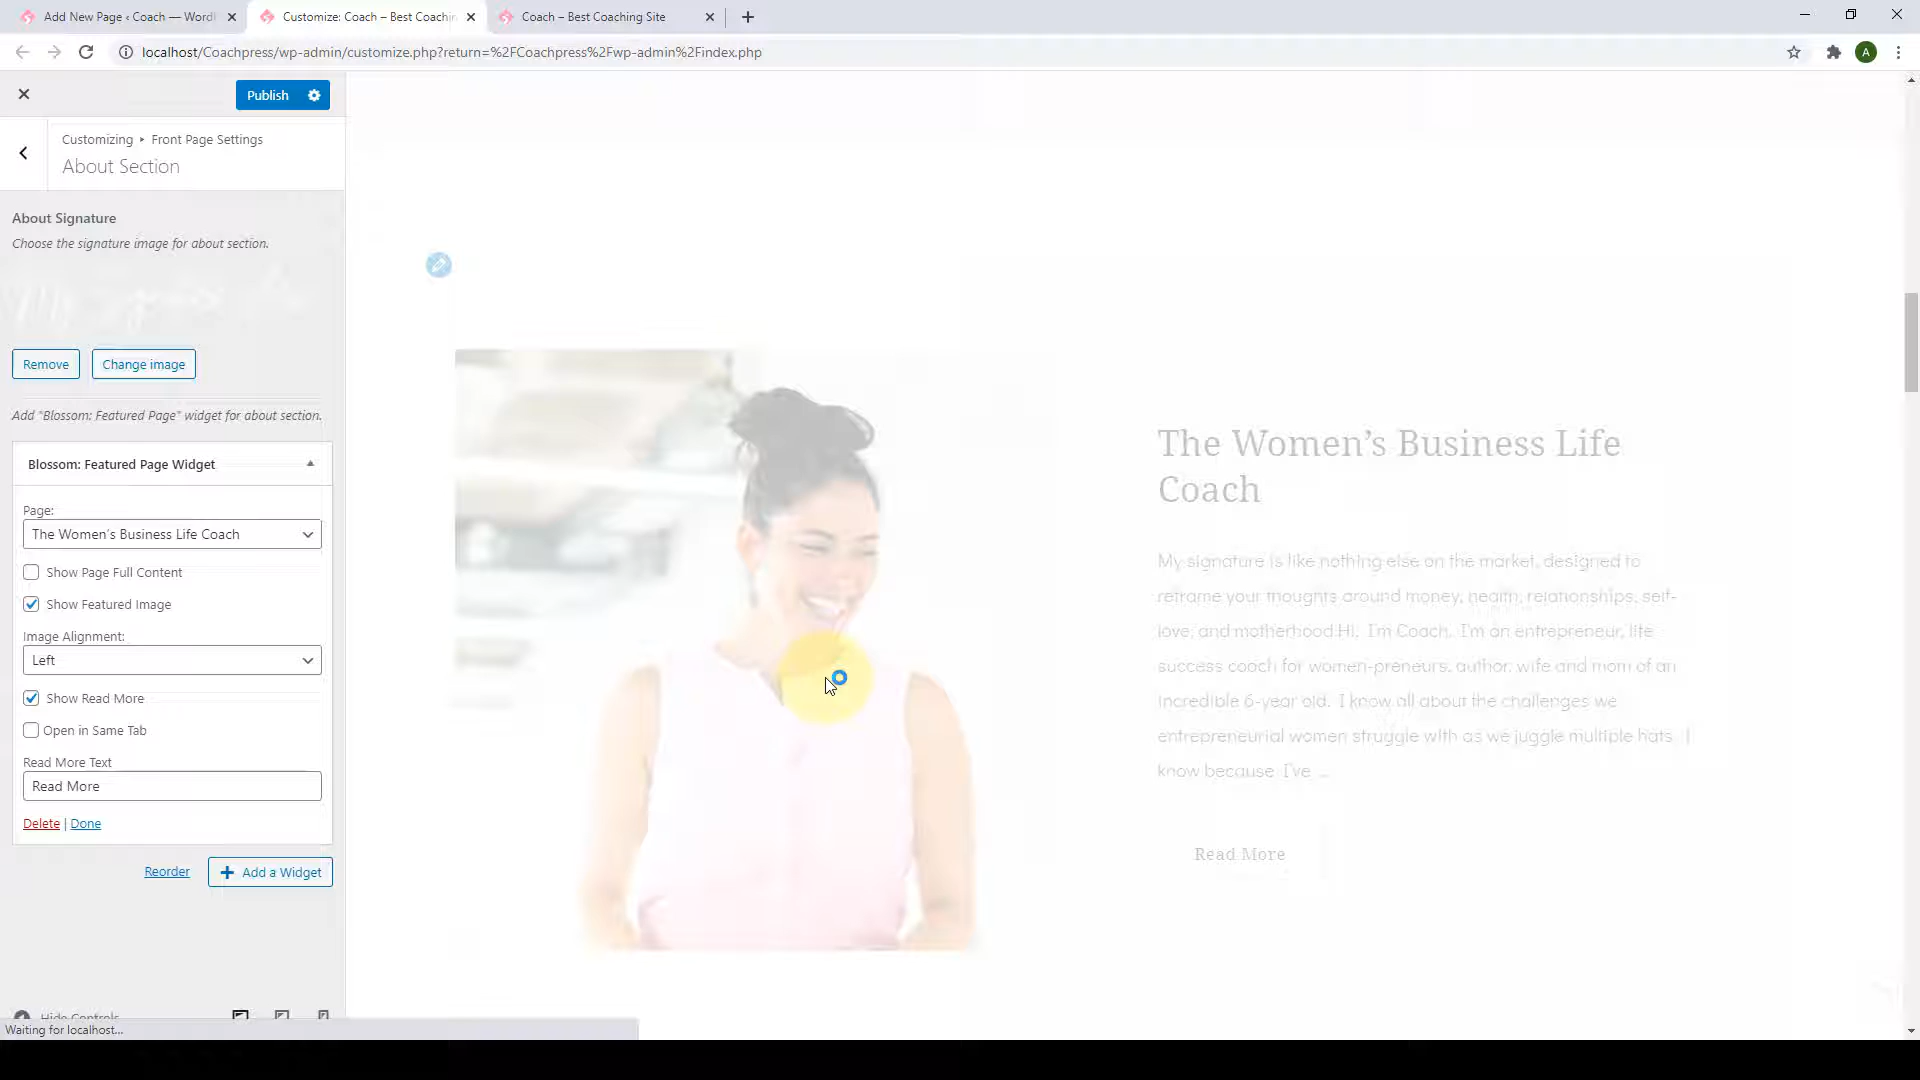 Add New Page ‹ Coach — Word
Customize: Coach – Best Coachin
Coach – Best Coaching Site
localhost/Coachpress/wp-admin/customize.php?return=%2FCoachpress%2Fwp-admin%2Findex.php
A
Publish
Customizing ▸ Front Page Settings
About Section
About Signature
Choose the signature image for about section.
Remove
Change image
Add "Blossom: Featured Page" widget for about section.
Blossom: Featured Page Widget
Page:
The Women's Business Life Coach
Show Page Full Content
Show Featured Image
Image Alignment:
Left
Show Read More
Open in Same Tab
Read More Text
Read More
Delete | Done
Reorder
Add a Widget
Hide Controls
Waiting for localhost...
The Women's Business Life
Coach
My signature is like nothing else on the market, designed to
reframe your thoughts around money, health, relationships, self-
love, and motherhood Hi, I'm Coach. I'm an entrepreneur, life
success coach for women-preneurs, author, wife and mom of an
incredible 6-year old. I know all about the challenges we
entrepreneurial women struggle with as we juggle multiple hats. I
know because I've …
Read More